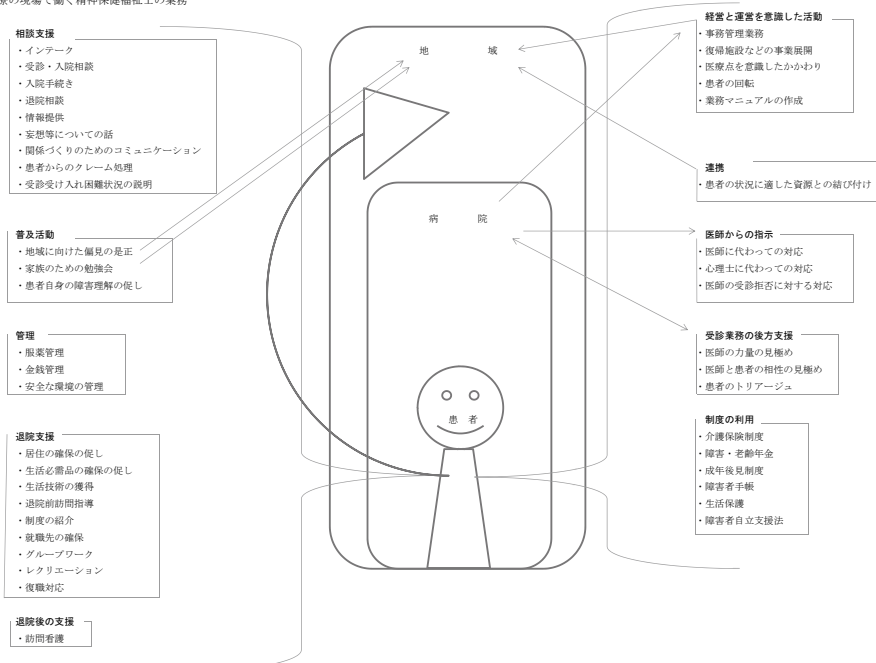 の現場で働く精神保健福祉士の業務
相談支援
・インテーク
・受診・入院相談
・入院手続き
・退院相談
・情報提供
・妄想等についての話
・関係づくりのためのコミュニケーション
・患者からのクレーム処理
・受診受け入れ困難状況の説明
普及活動
・地域に向けた偏見の是正
・家族のための勉強会
・患者自身の障害理解の促し
管理
・服薬管理
・金銭管理
・安全な環境の管理
退院支援
・居住の確保の促し
・生活必需品の確保の促し
・生活技術の獲得
・退院前訪問指導
・制度の紹介
・就職先の確保
・グループワーク
・レクリエーション
・復職対応
退院後の支援
・訪問看護
地　域
病　院
患　者
経営と運営を意識した活動
・事務管理業務
・復帰施設などの事業展開
・医療点を意識したかかわり
・患者の回転
・業務マニュアルの作成
連携
・患者の状況に適した資源との結び付け
医師からの指示
・医師に代わっての対応
・心理士に代わっての対応
・医師の受診拒否に対する対応
受診業務の後方支援
・医師の力量の見極め
・医師と患者の相性の見極め
・患者のトリアージュ
制度の利用
・介護保険制度
・障害・老齢年金
・成年後見制度
・障害者手帳
・生活保護
・障害者自立支援法